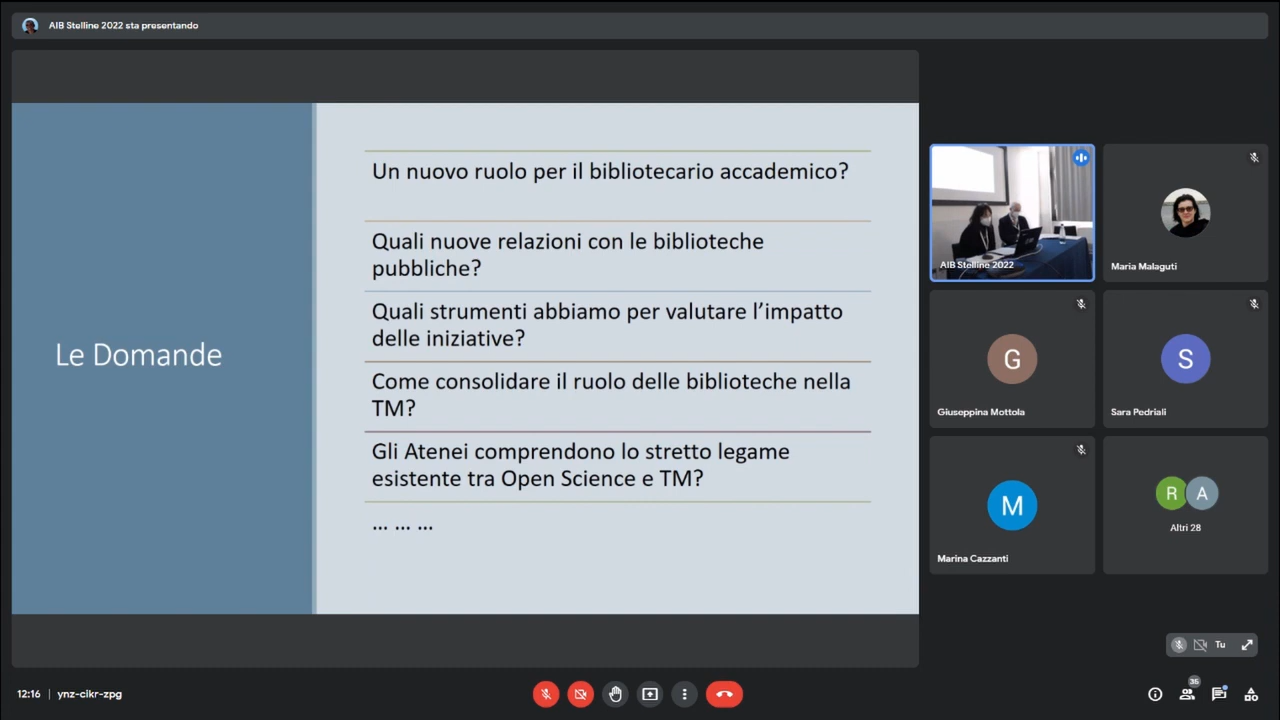 AIB Stelline 2022 sta presentando
Le Domande
Un nuovo ruolo per il bibliotecario accademico?
Quali nuove relazioni con le biblioteche
pubbliche?
Quali strumenti abbiamo per valutare l'impatto
delle iniziative?
Come consolidare il ruolo delle biblioteche nella
TM?
Gli Atenei comprendono lo stretto legame
esistente tra Open Science e TM?
... ... ...
AIB Stelline 2022
Maria Malaguti
G
Giuseppina Mottola
S
Sara Pedriali
M
Marina Cazzanti
R A
Altri 28
Tu
12:16 | ynz-cikr-zpg
35